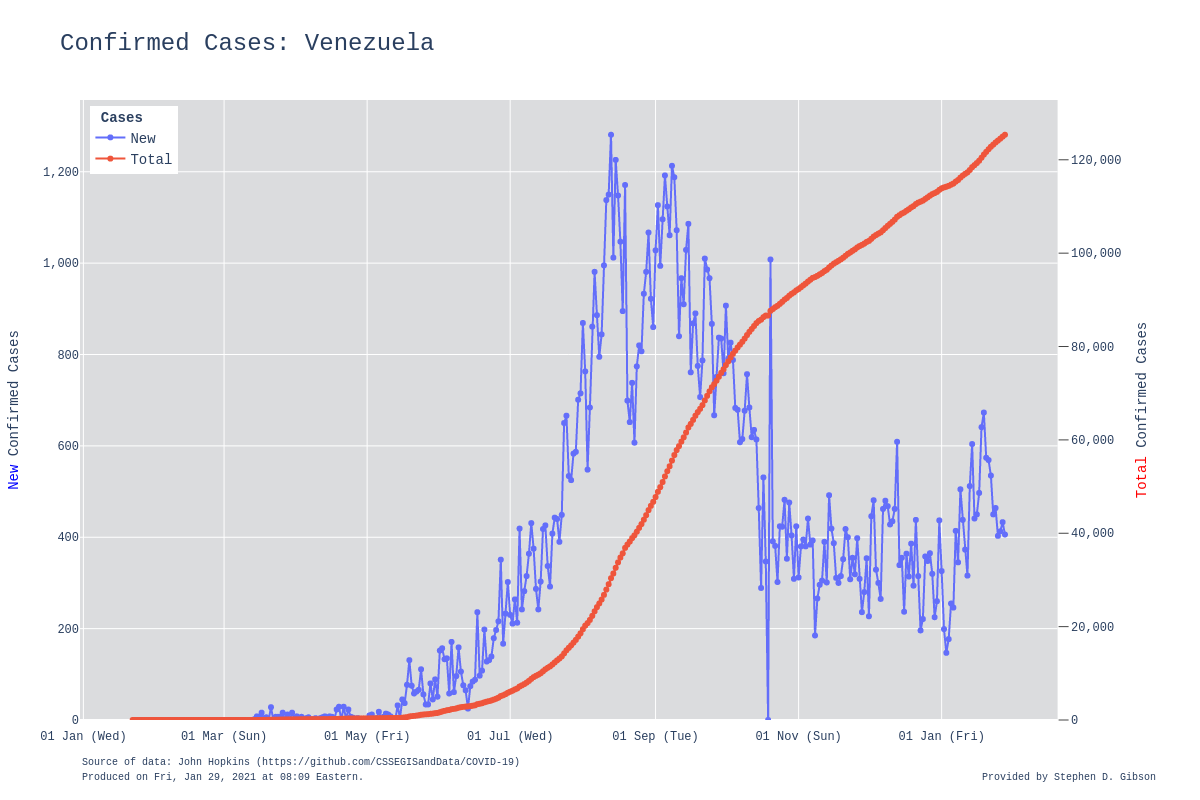 Confirmed Cases: Venezuela
Cases
New
Total
1,200
1,000
800
600
400
200
0
120,000
100,000
80,000
60,000
40,000
20,000
0
New Confirmed Cases
Total Confirmed Cases
01 Jan (Wed) 01 Mar (Sun) 01 May (Fri) 01 Jul (Wed) 01 Sep (Tue) 01 Nov (Sun) 01 Jan (Fri)
Source of data: John Hopkins (https://github.com/CSSEGISandData/COVID-19)
Produced on Fri, Jan 29, 2021 at 08:09 Eastern.
Provided by Stephen D. Gibson